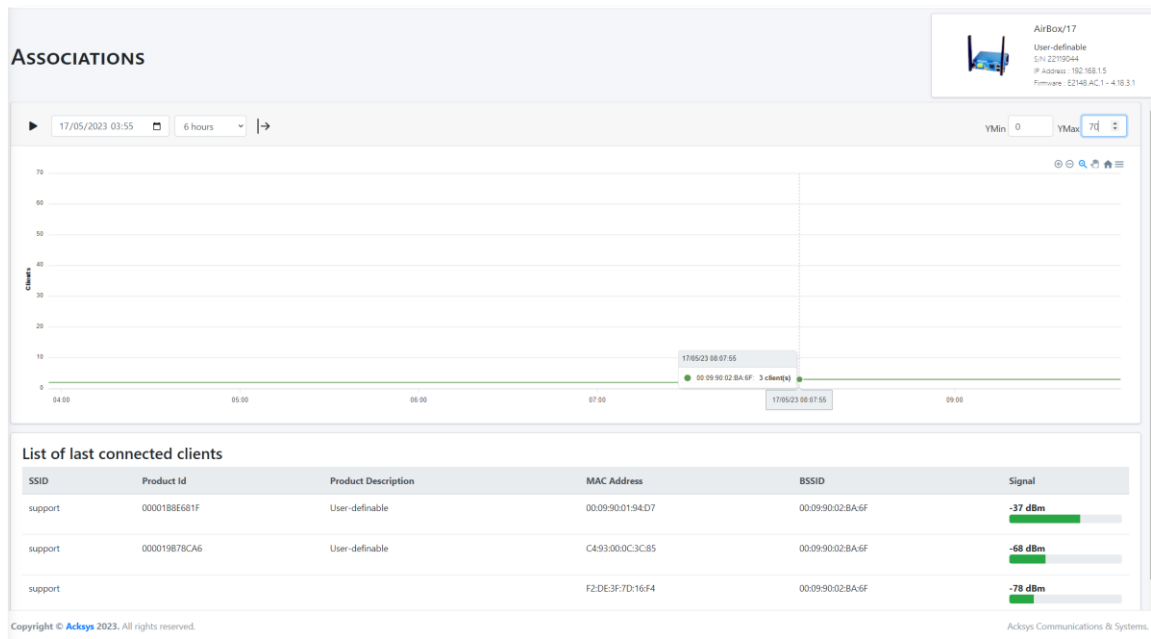 AirBox/17
ASSOCIATIONS
User-definable
S/N 22119044
IP Address : 192.168.1.5
Firmware : E2148.AC.1 - 4.18.3.1
17/05/2023 03:55
6 hours
YMin 0 YMax 70
70
60
50
40
30
20
10
0
Clients
17/05/23 08:07:55
00:09:90:02:BA:6F: 3 client(s)
04:00 05:00 06:00 07:00 17/05/23 08:07:55 09:00
List of last connected clients
SSID Product Id Product Description MAC Address BSSID Signal
support 00001B8E681F User-definable 00:09:90:01:94:D7 00:09:90:02:BA:6F -37 dBm
support 000019B78CA6 User-definable C4:93:00:0C:3C:85 00:09:90:02:BA:6F -68 dBm
support F2:DE:3F:7D:16:F4 00:09:90:02:BA:6F -78 dBm
Copyright © Acksys 2023. All rights reserved. Acksys Communications & Systems.